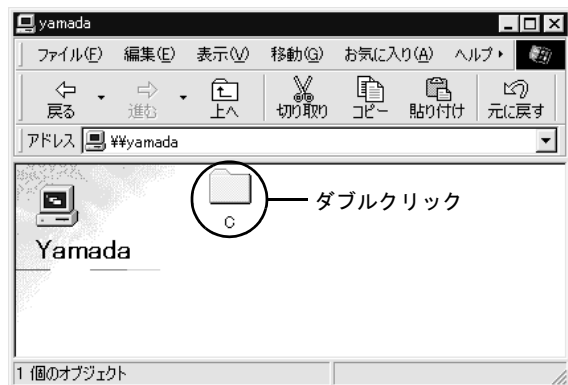 yamada
ファイル(F) 編集(E) 表示(V) 移動(G) お気に入り(A) ヘルプ
戻る 進む 上へ 切り取り コピー 貼り付け 元に戻す
アドレス ¥¥yamada
C
ダブルクリック
Yamada
1 個のオブジェクト